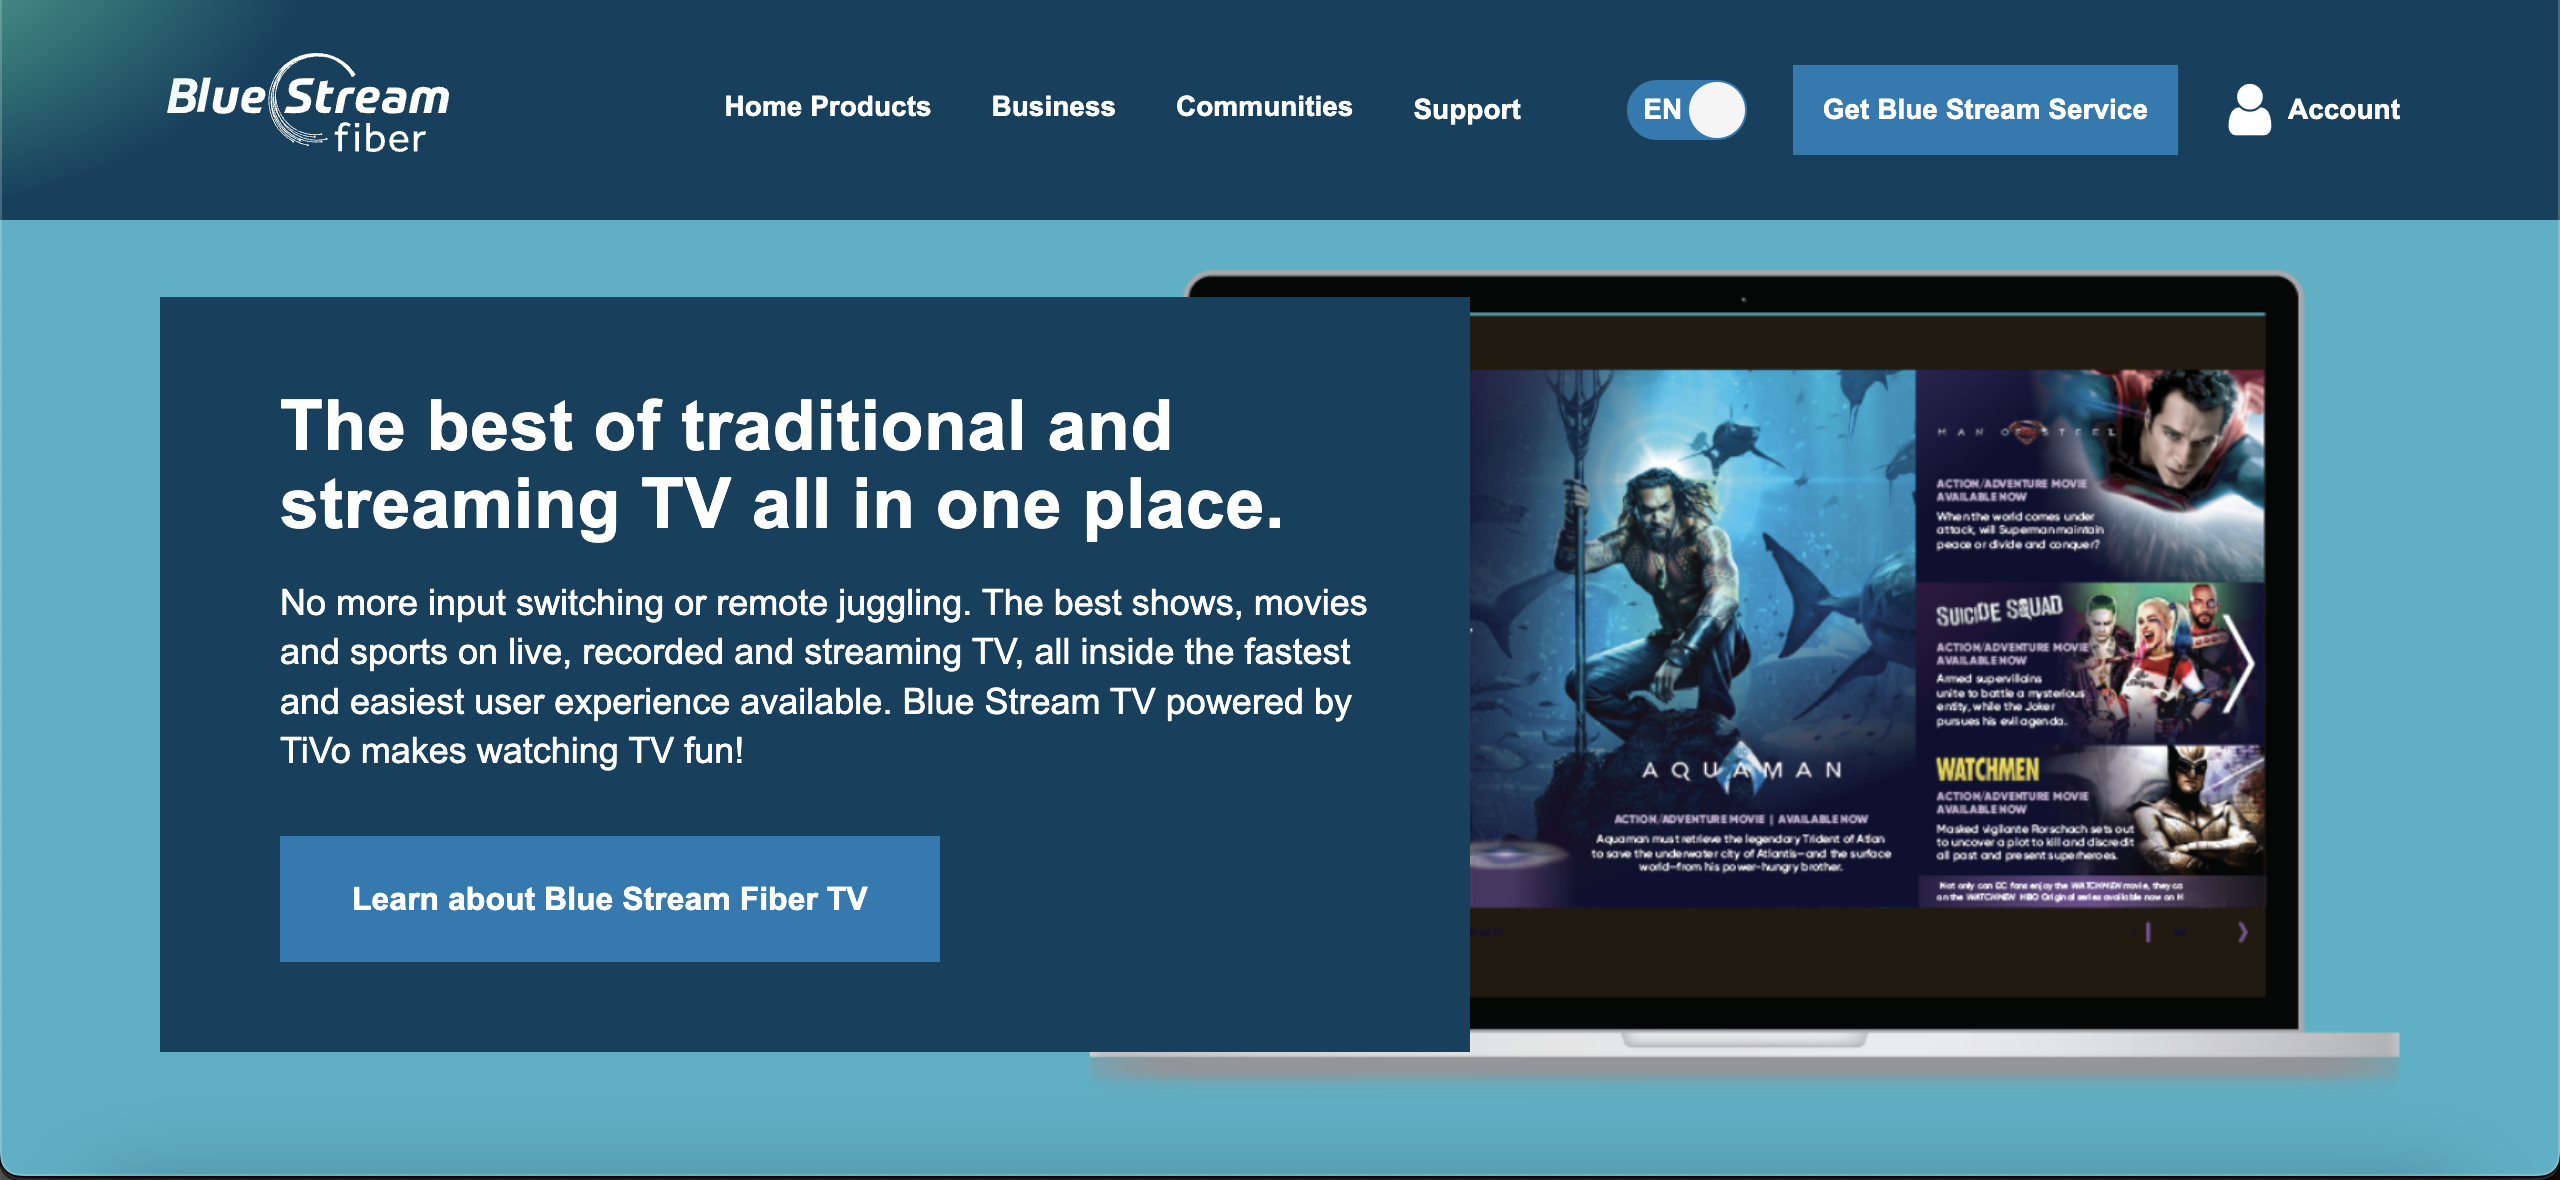 Blue Stream
fiber
Home Products
Business
Communities
Support
EN
Get Blue Stream Service
Account
The best of traditional and
streaming TV all in one place.
No more input switching or remote juggling. The best shows, movies
and sports on live, recorded and streaming TV, all inside the fastest
and easiest user experience available. Blue Stream TV powered by
TiVo makes watching TV fun!
Learn about Blue Stream Fiber TV
AQUAMAN
ACTION/ADVENTURE MOVIE | AVAILABLE NOW
Aquaman must retrieve the legendary Trident of Atlan
to save the underwater city of Atlantis—and the surface
world—from his power-hungry brother.
MAN OF STEEL
ACTION/ADVENTURE MOVIE
AVAILABLE NOW
When the world comes under
attack, will Superman maintain
peace or divide and conquer?
SUICIDE SQUAD
ACTION/ADVENTURE MOVIE
AVAILABLE NOW
Armed supervillains
unite to battle a mysterious
entity, while the Joker
pursues his evil agenda.
WATCHMEN
ACTION/ADVENTURE MOVIE
AVAILABLE NOW
Masked vigilante Rorschach sets out
to uncover a plot to kill and discredit
all past and present superheroes.
Not only can DC fans enjoy the WATCHMEN movie, they ca
on the WATCHMEN HBO Original series available now on H